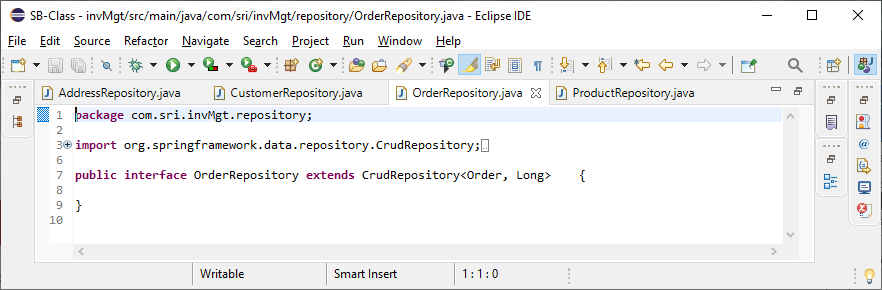 SB-Class - invMgt/src/main/java/com/sri/invMgt/repository/OrderRepository.java - Eclipse IDE
File Edit Source Refactor Navigate Search Project Run Window Help
AddressRepository.java CustomerRepository.java OrderRepository.java ProductRepository.java
1 package com.sri.invMgt.repository;
2
3 import org.springframework.data.repository.CrudRepository;
6
7 public interface OrderRepository extends CrudRepository<Order, Long> {
8
9 }
10
Writable Smart Insert 1 : 1 : 0